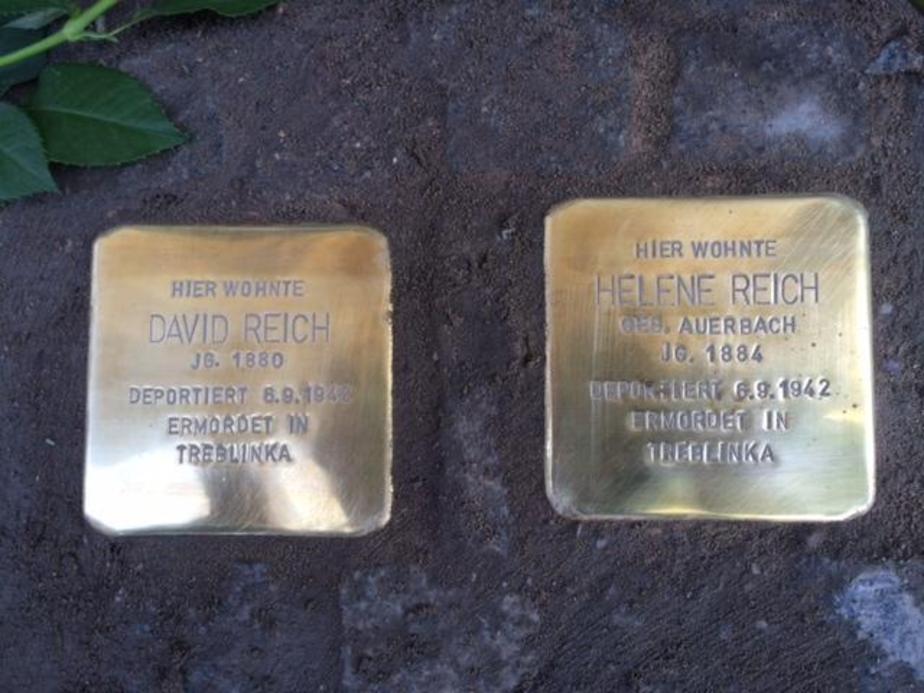 HIER WOHNTE
DAVID REICH
JG. 1880
DEPORTIERT 6.9.1942
ERMORDET IN
TREBLINKA
HIER WOHNTE
HELENE REICH
GEB. AUERBACH
JG. 1884
DEPORTIERT 6.9.1942
ERMORDET IN
TREBLINKA